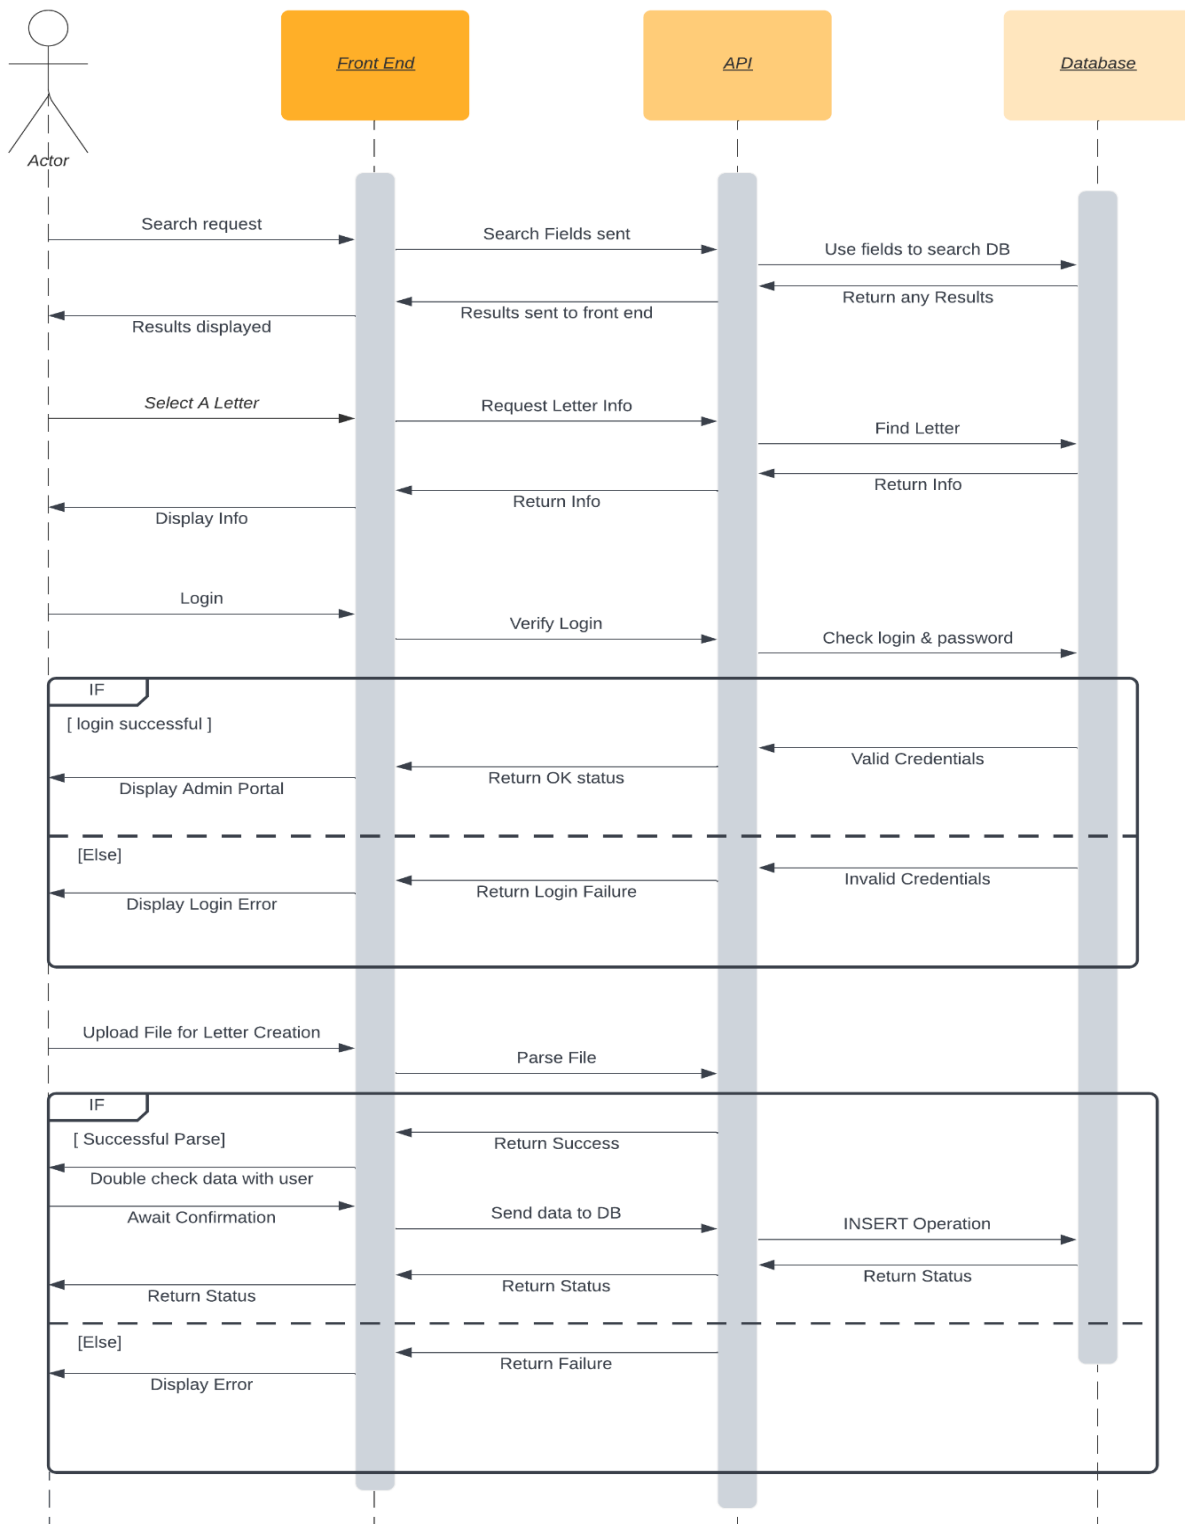 Front End
API
Database
Actor
Search request
Search Fields sent
Use fields to search DB
Return any Results
Results sent to front end
Results displayed
Select A Letter
Request Letter Info
Find Letter
Return Info
Return Info
Display Info
Login
Verify Login
Check login & password
IF
[ login successful ]
Valid Credentials
Return OK status
Display Admin Portal
[Else]
Invalid Credentials
Return Login Failure
Display Login Error
Upload File for Letter Creation
Parse File
IF
[ Successful Parse]
Return Success
Double check data with user
Await Confirmation
Send data to DB
INSERT Operation
Return Status
Return Status
Return Status
[Else]
Return Failure
Display Error